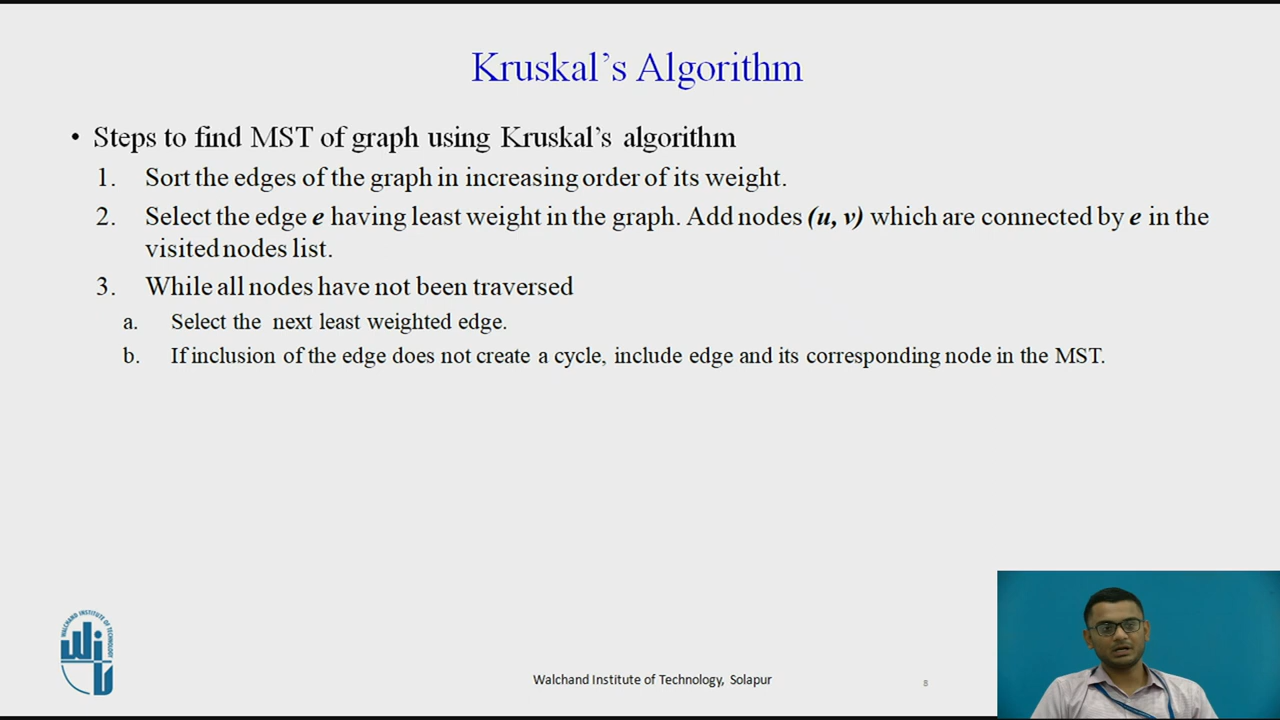 Kruskal’s Algorithm
• Steps to find MST of graph using Kruskal’s algorithm
1. Sort the edges of the graph in increasing order of its weight.
2. Select the edge e having least weight in the graph. Add nodes (u, v) which are connected by e in the
visited nodes list.
3. While all nodes have not been traversed
a. Select the next least weighted edge.
b. If inclusion of the edge does not create a cycle, include edge and its corresponding node in the MST.
WALCHAND INSTITUTE OF TECHNOLOGY
Walchand Institute of Technology, Solapur
8